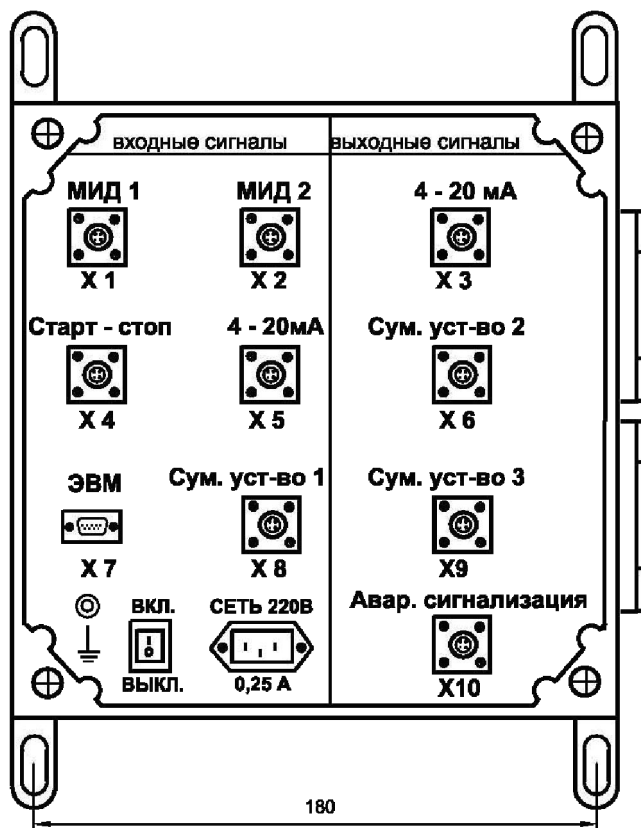 входные сигналы выходные сигналы
МИД 1 МИД 2 4 - 20 мА
X 1 X 2 X 3
Старт - стоп 4 - 20мА Сум. уст-во 2
X 4 X 5 X 6
ЭВМ Сум. уст-во 1 Сум. уст-во 3
X 7 X 8 X9
ВКЛ. СЕТЬ 220В Авар. сигнализация
I
O
ВЫКЛ. 0,25 А X10
180